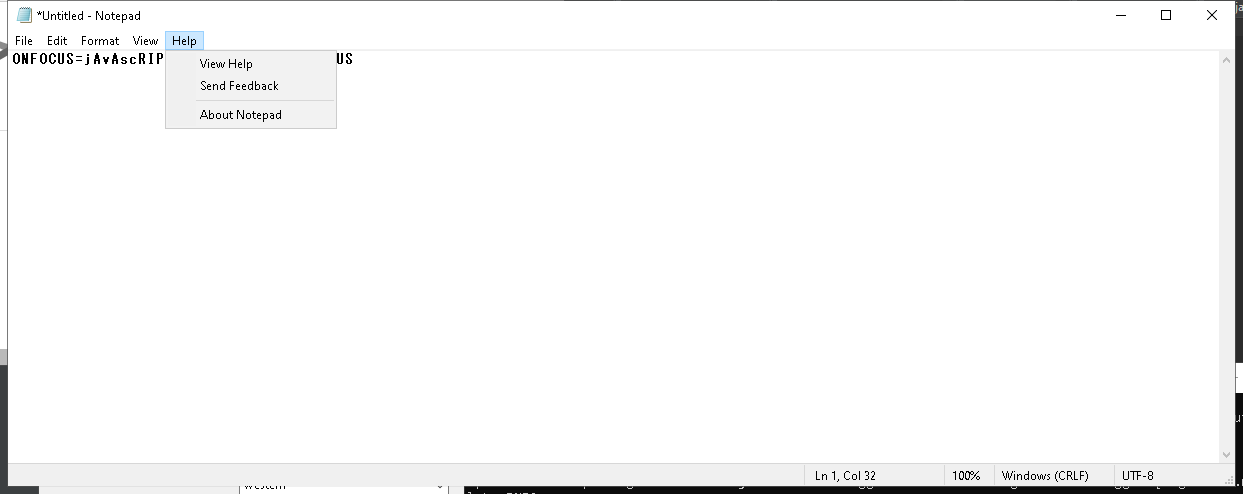 *Untitled - Notepad
File Edit Format View Help
ONFOCUS=jAvAscRIP
US
View Help
Send Feedback
About Notepad
Ln 1, Col 32 100% Windows (CRLF) UTF-8